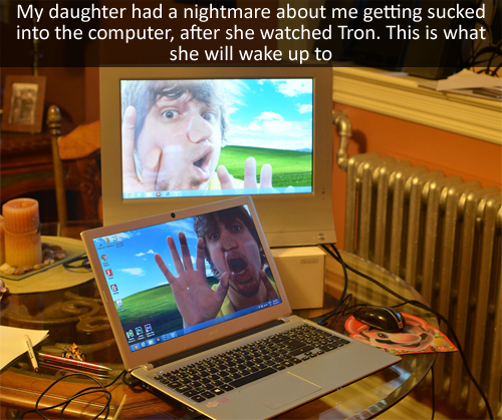 My daughter had a nightmare about me getting sucked
into the computer, after she watched Tron. This is what
she will wake up to